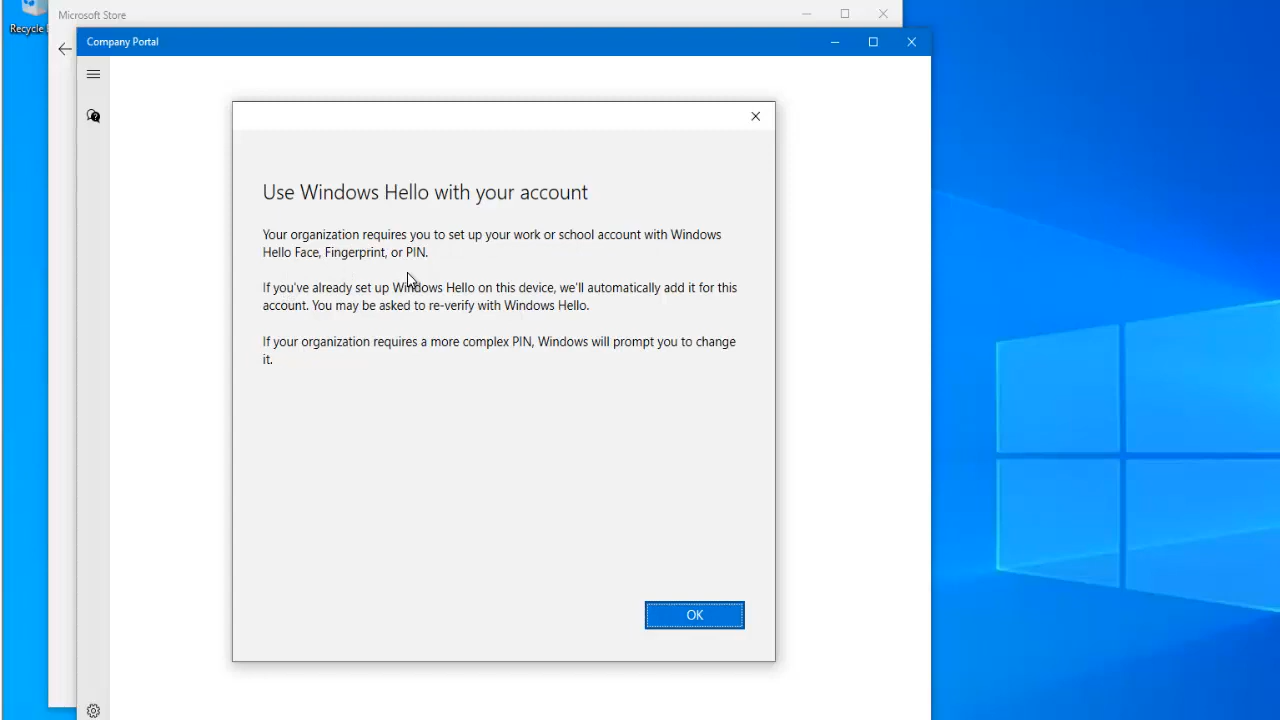 Microsoft Store
Recycle
Company Portal
Use Windows Hello with your account
Your organization requires you to set up your work or school account with Windows
Hello Face, Fingerprint, or PIN.
If you've already set up Windows Hello on this device, we'll automatically add it for this
account. You may be asked to re-verify with Windows Hello.
If your organization requires a more complex PIN, Windows will prompt you to change
it.
OK